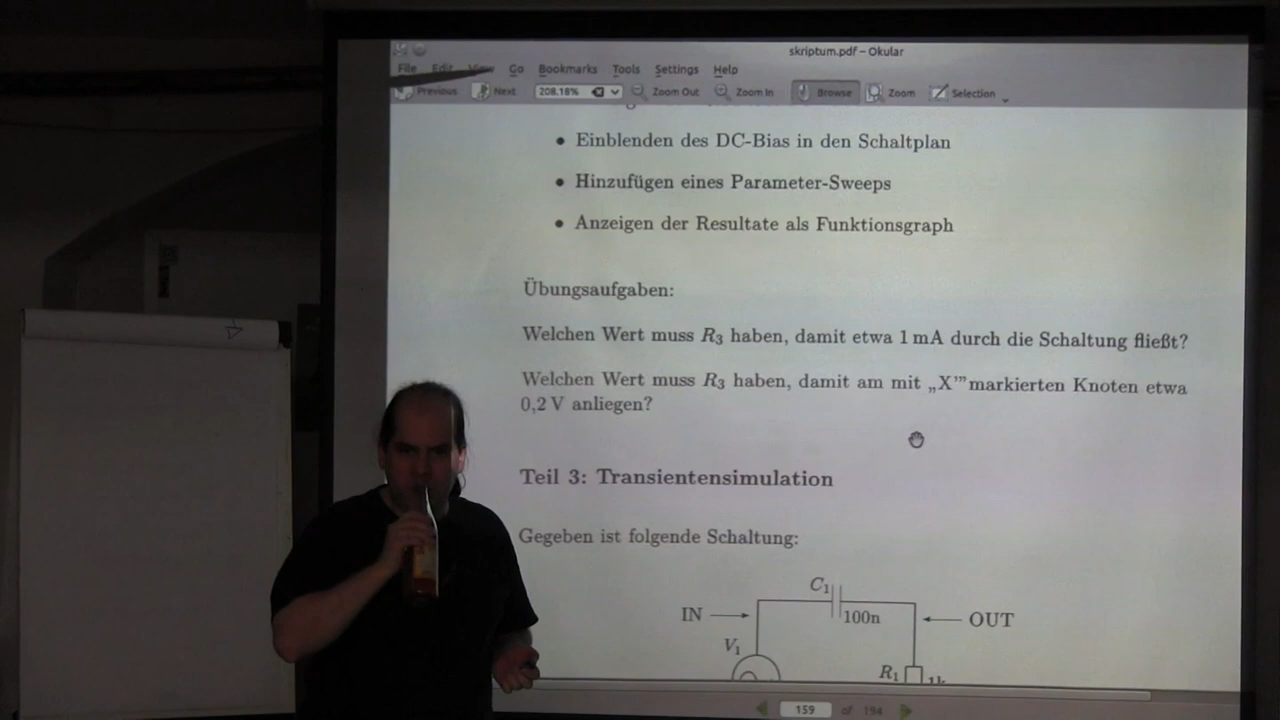 skriptum.pdf – Okular
File Edit View Go Bookmarks Tools Settings Help
Previous Next 208.18% Zoom Out Zoom In Browse Zoom Selection
• Einblenden des DC-Bias in den Schaltplan
• Hinzufügen eines Parameter-Sweeps
• Anzeigen der Resultate als Funktionsgraph
Übungsaufgaben:
Welchen Wert muss R3 haben, damit etwa 1 mA durch die Schaltung fließt?
Welchen Wert muss R3 haben, damit am mit „X”’markierten Knoten etwa
0,2 V anliegen?
Teil 3: Transientensimulation
Gegeben ist folgende Schaltung:
C1
IN
100n
OUT
V1
R1
159 of 194